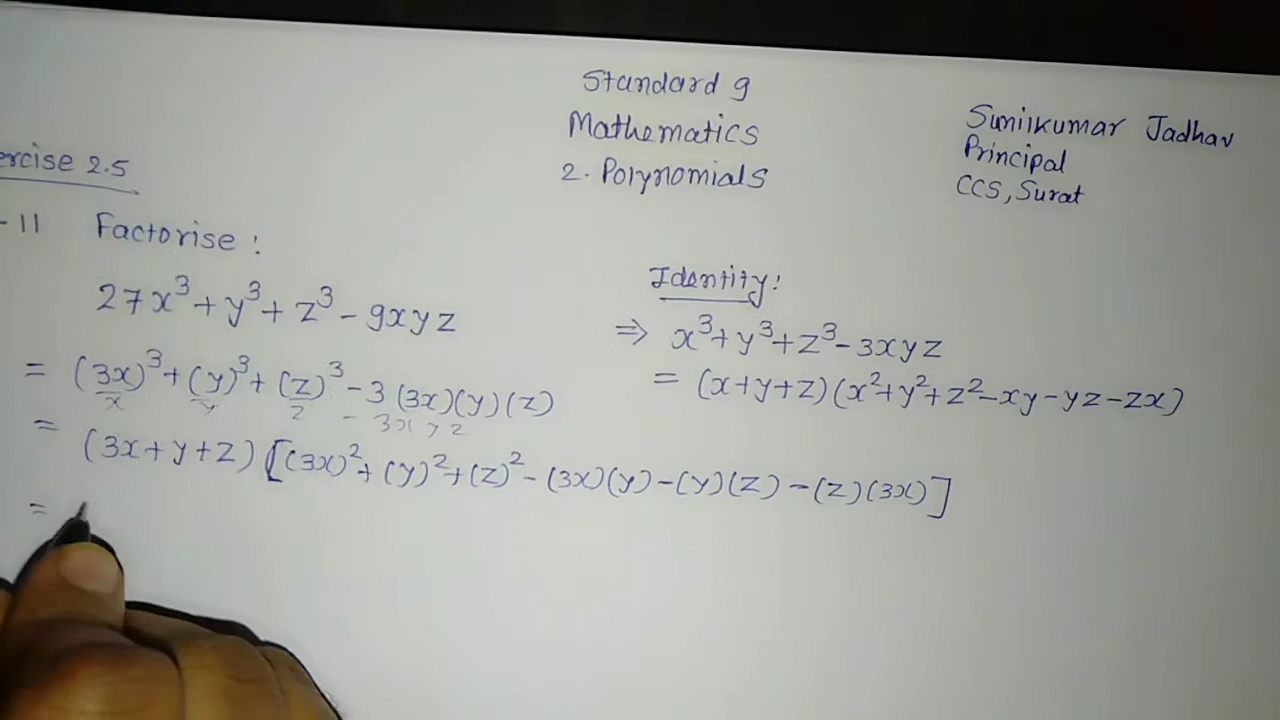 Standard 9
Mathematics
2. Polynomials
Sunilkumar Jadhav
Principal
CCS, Surat
ercise 2.5
-11 Factorise:
27x³ + y³ + z³ - 9xyz
= (3x)³ + (y)³ + (z)³ - 3 (3x)(y)(z)
x y z - 3x y z
= (3x+y+z) [(3x)² + (y)² + (z)² - (3x)(y) - (y)(z) - (z)(3x)]
=
Identity:
⇒ x³ + y³ + z³ - 3xyz
= (x+y+z)(x²+y²+z²-xy-yz-zx)